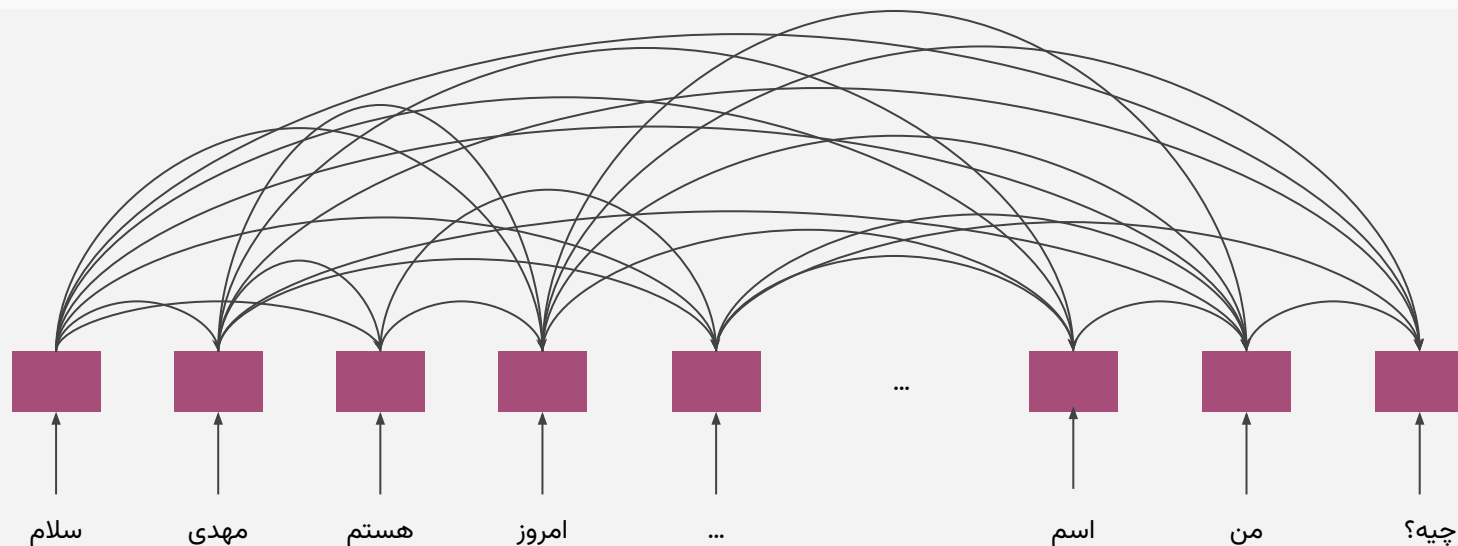 ...
سلام مهدی هستم امروز ... اسم من چیه؟